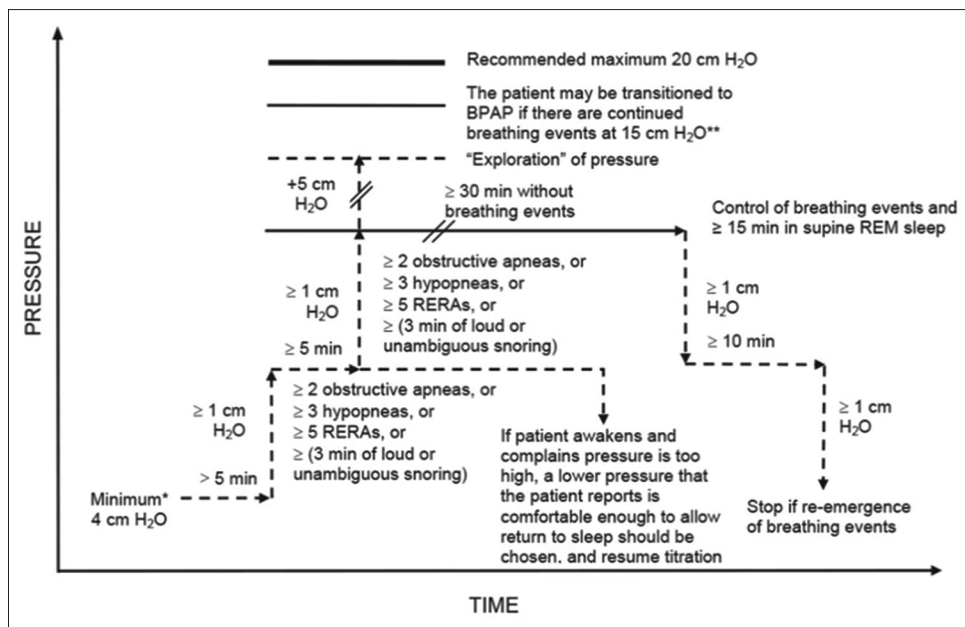 Recommended maximum 20 cm H₂O
The patient may be transitioned to
BPAP if there are continued
breathing events at 15 cm H₂O**
"Exploration" of pressure
+5 cm
H₂O
≥ 30 min without
breathing events
Control of breathing events and
≥ 15 min in supine REM sleep
≥ 2 obstructive apneas, or
≥ 3 hypopneas, or
≥ 5 RERAs, or
≥ (3 min of loud or
unambiguous snoring)
≥ 1 cm
H₂O
≥ 5 min
≥ 1 cm
H₂O
≥ 10 min
≥ 2 obstructive apneas, or
≥ 3 hypopneas, or
≥ 5 RERAs, or
≥ (3 min of loud or
unambiguous snoring)
≥ 1 cm
H₂O
> 5 min
Minimum*
4 cm H₂O
If patient awakens and
complains pressure is too
high, a lower pressure that
the patient reports is
comfortable enough to allow
return to sleep should be
chosen, and resume titration
≥ 1 cm
H₂O
Stop if re-emergence
of breathing events
PRESSURE
TIME